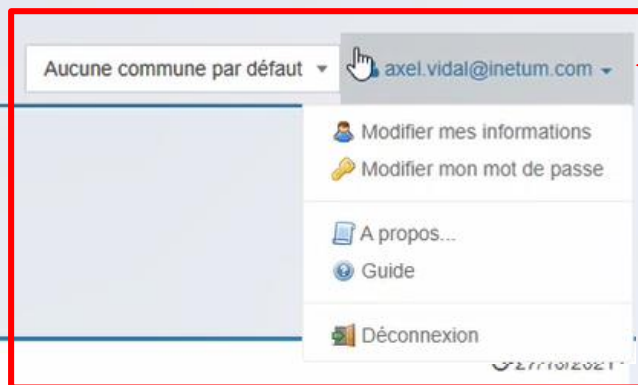 Aucune commune par défaut axel.vidal@inetum.com
Modifier mes informations
Modifier mon mot de passe
A propos...
Guide
Déconnexion